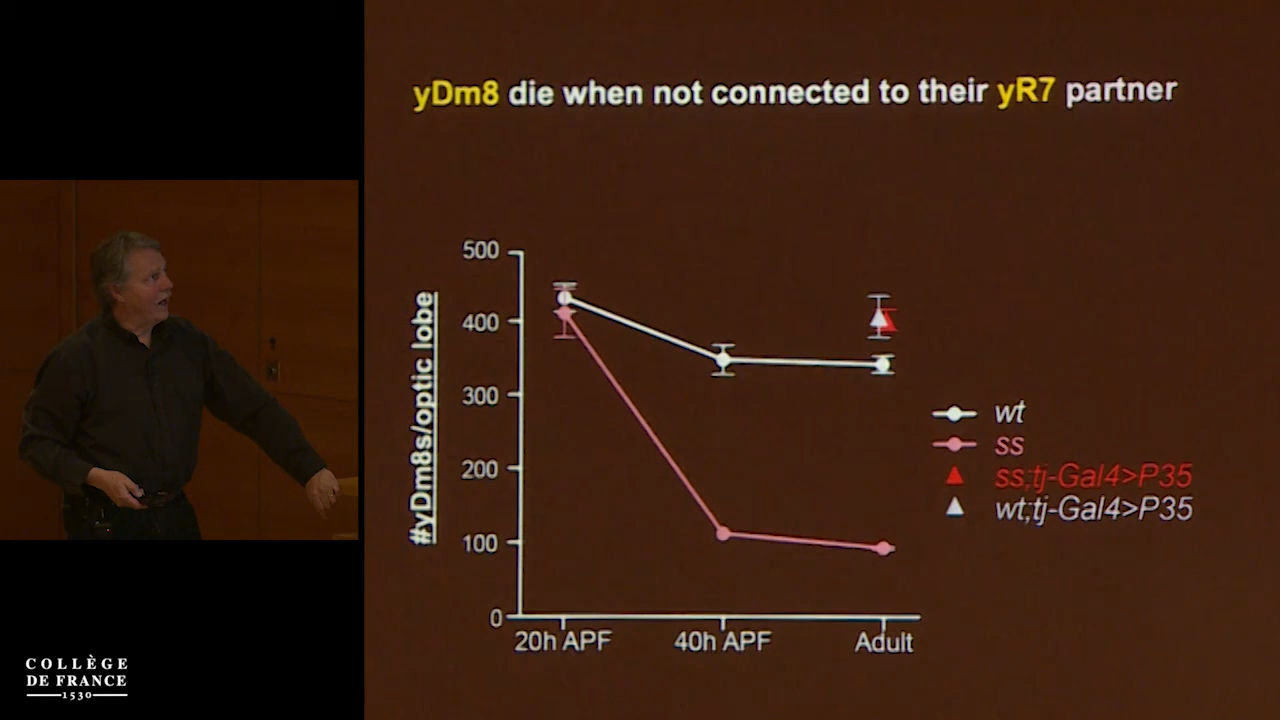 yDm8 die when not connected to their yR7 partner
#yDm8s/optic lobe
500
400
300
200
100
0
20h APF
40h APF
Adult
wt
ss
ss;tj-Gal4>P35
wt;tj-Gal4>P35
COLLÈGE
DE FRANCE
1530